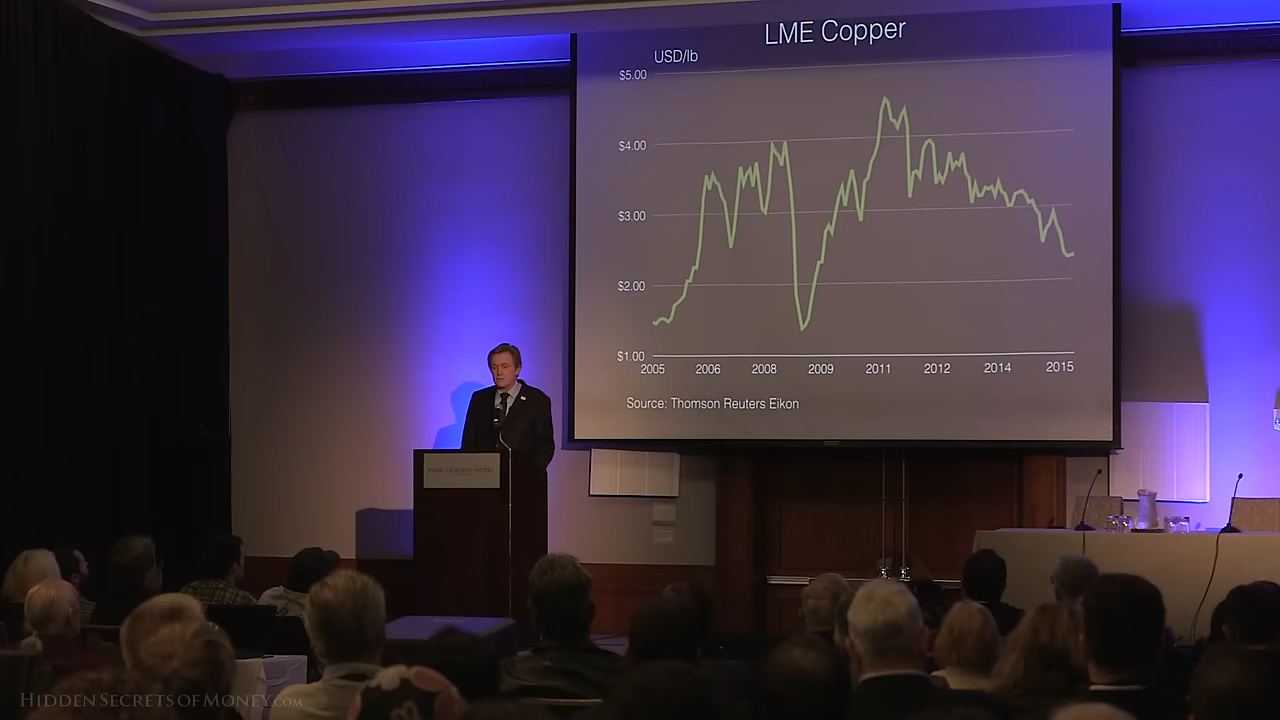 LME Copper
USD/lb
$5.00
$4.00
$3.00
$2.00
$1.00
2005 2006 2008 2009 2011 2012 2014 2015
Source: Thomson Reuters Eikon
PARK CENTRAL HOTEL
HIDDEN SECRETS OF MONEY.COM